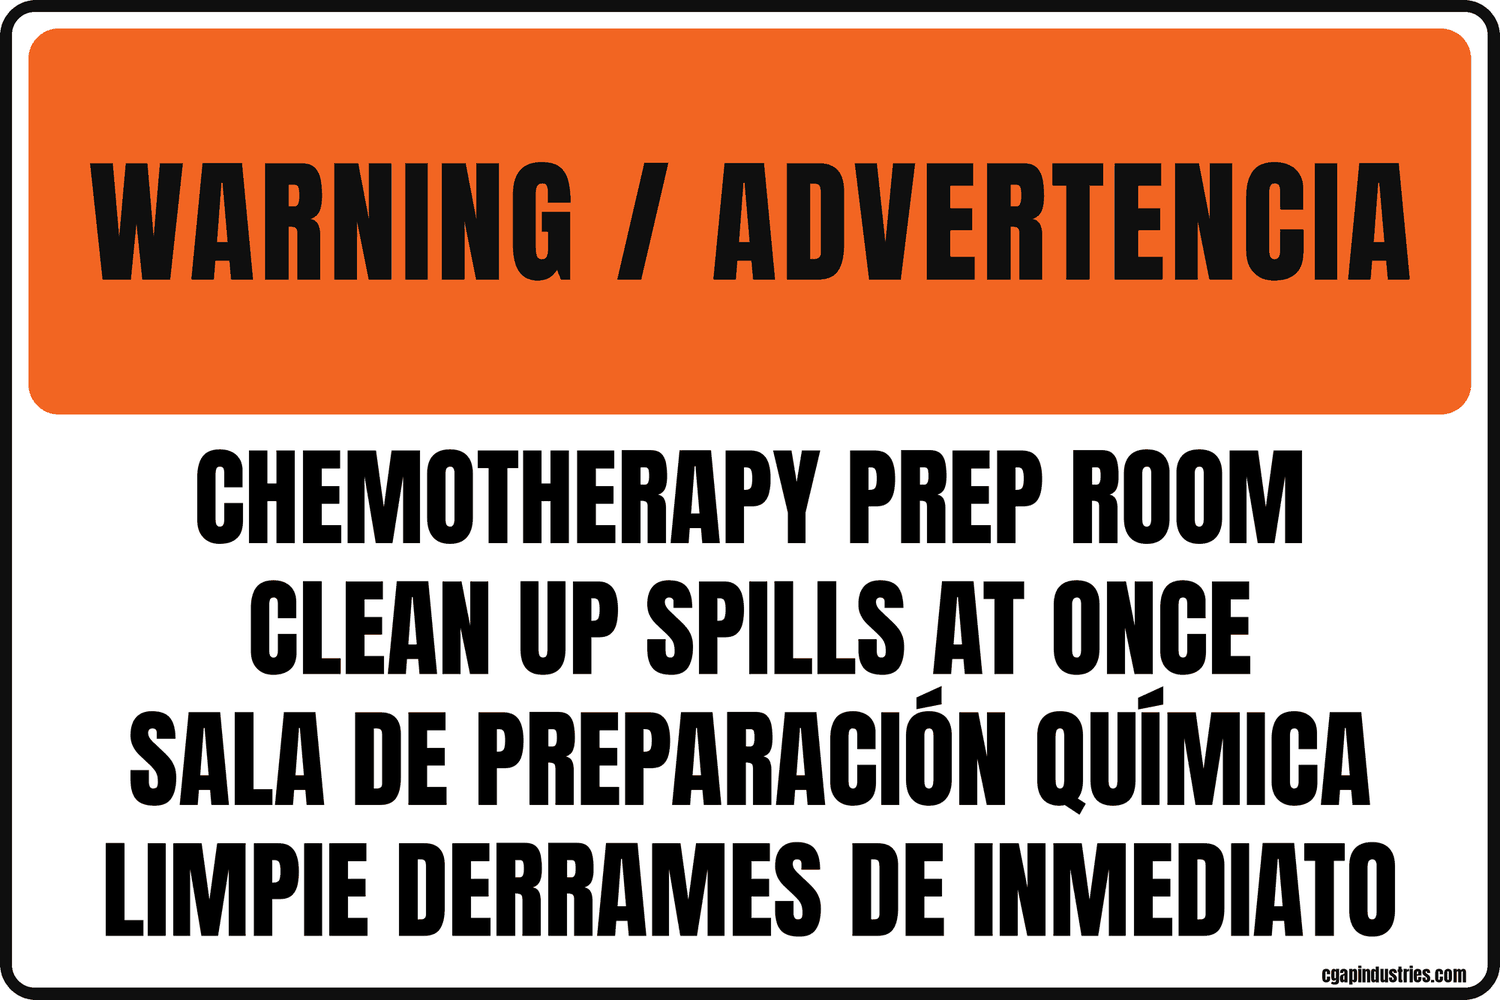 WARNING / ADVERTENCIA
CHEMOTHERAPY PREP ROOM
CLEAN UP SPILLS AT ONCE
SALA DE PREPARACIÓN QUÍMICA
LIMPIE DERRAMES DE INMEDIATO
cgapindustries.com